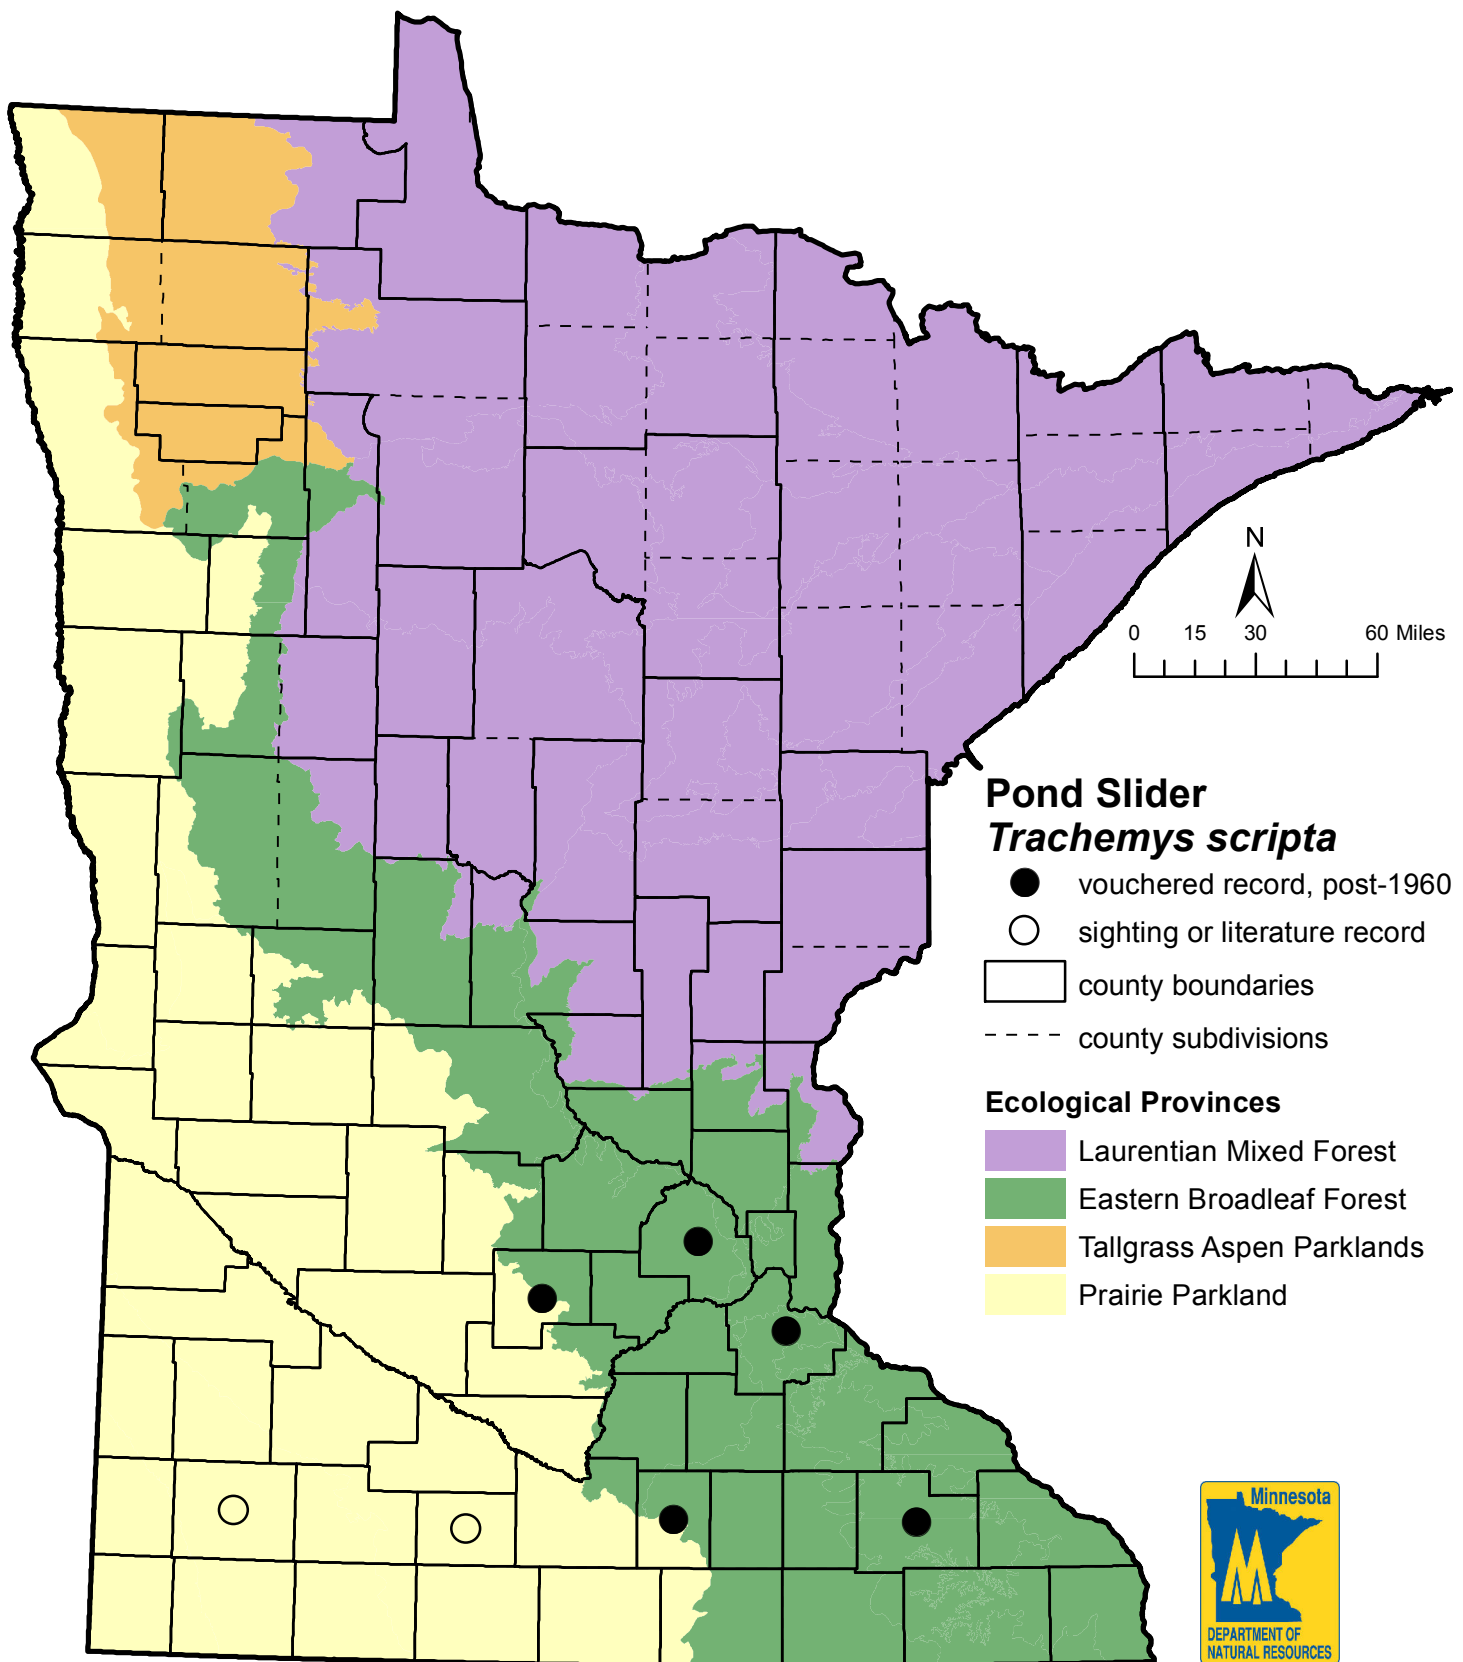 N
0 15 30 60 Miles
Pond Slider
Trachemys scripta
vouchered record, post-1960
sighting or literature record
county boundaries
county subdivisions
Ecological Provinces
Laurentian Mixed Forest
Eastern Broadleaf Forest
Tallgrass Aspen Parklands
Prairie Parkland
Minnesota
DEPARTMENT OF
NATURAL RESOURCES